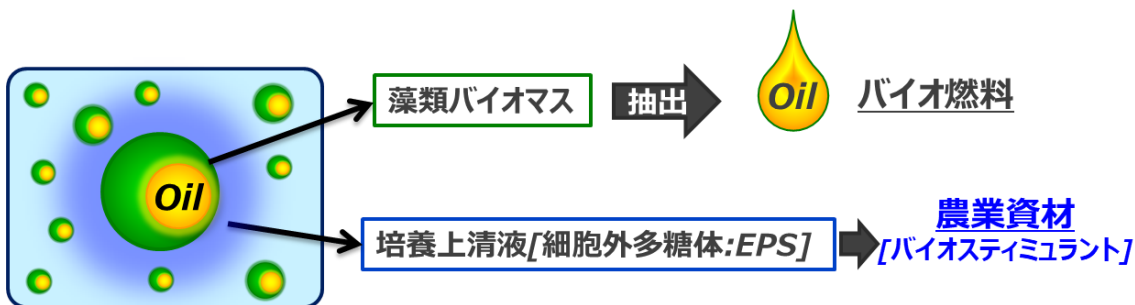 Oil
藻類バイオマス
抽出
Oil
バイオ燃料
培養上清液[細胞外多糖体:EPS]
農業資材
[バイオスティミュラント]